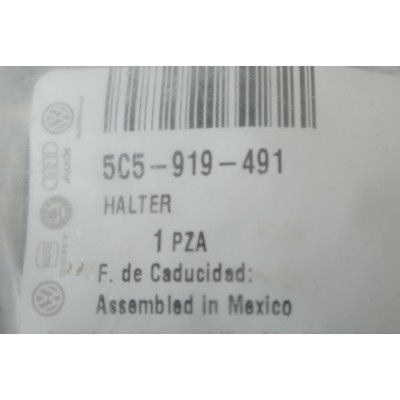 5C5-919-491
HALTER
1 PZA
F. de Caducidad:
Assembled in Mexico